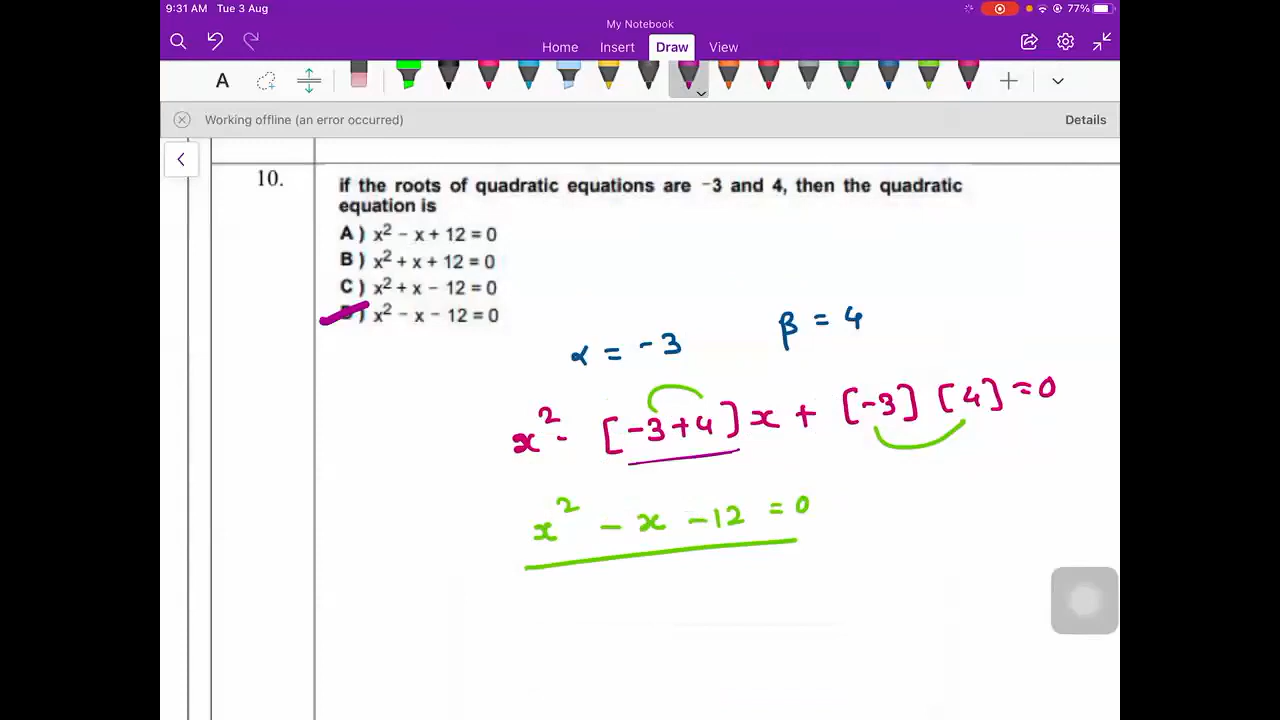 9:31 AM Tue 3 Aug
77%
My Notebook
Home Insert Draw View
A
Working offline (an error occurred)
Details
10.
if the roots of quadratic equations are -3 and 4, then the quadratic
equation is
A ) x² - x + 12 = 0
B ) x² + x + 12 = 0
C ) x² + x - 12 = 0
D ) x² - x - 12 = 0
α = -3 β = 4
x² - [-3+4]x + [-3] [4] = 0
x² - x - 12 = 0